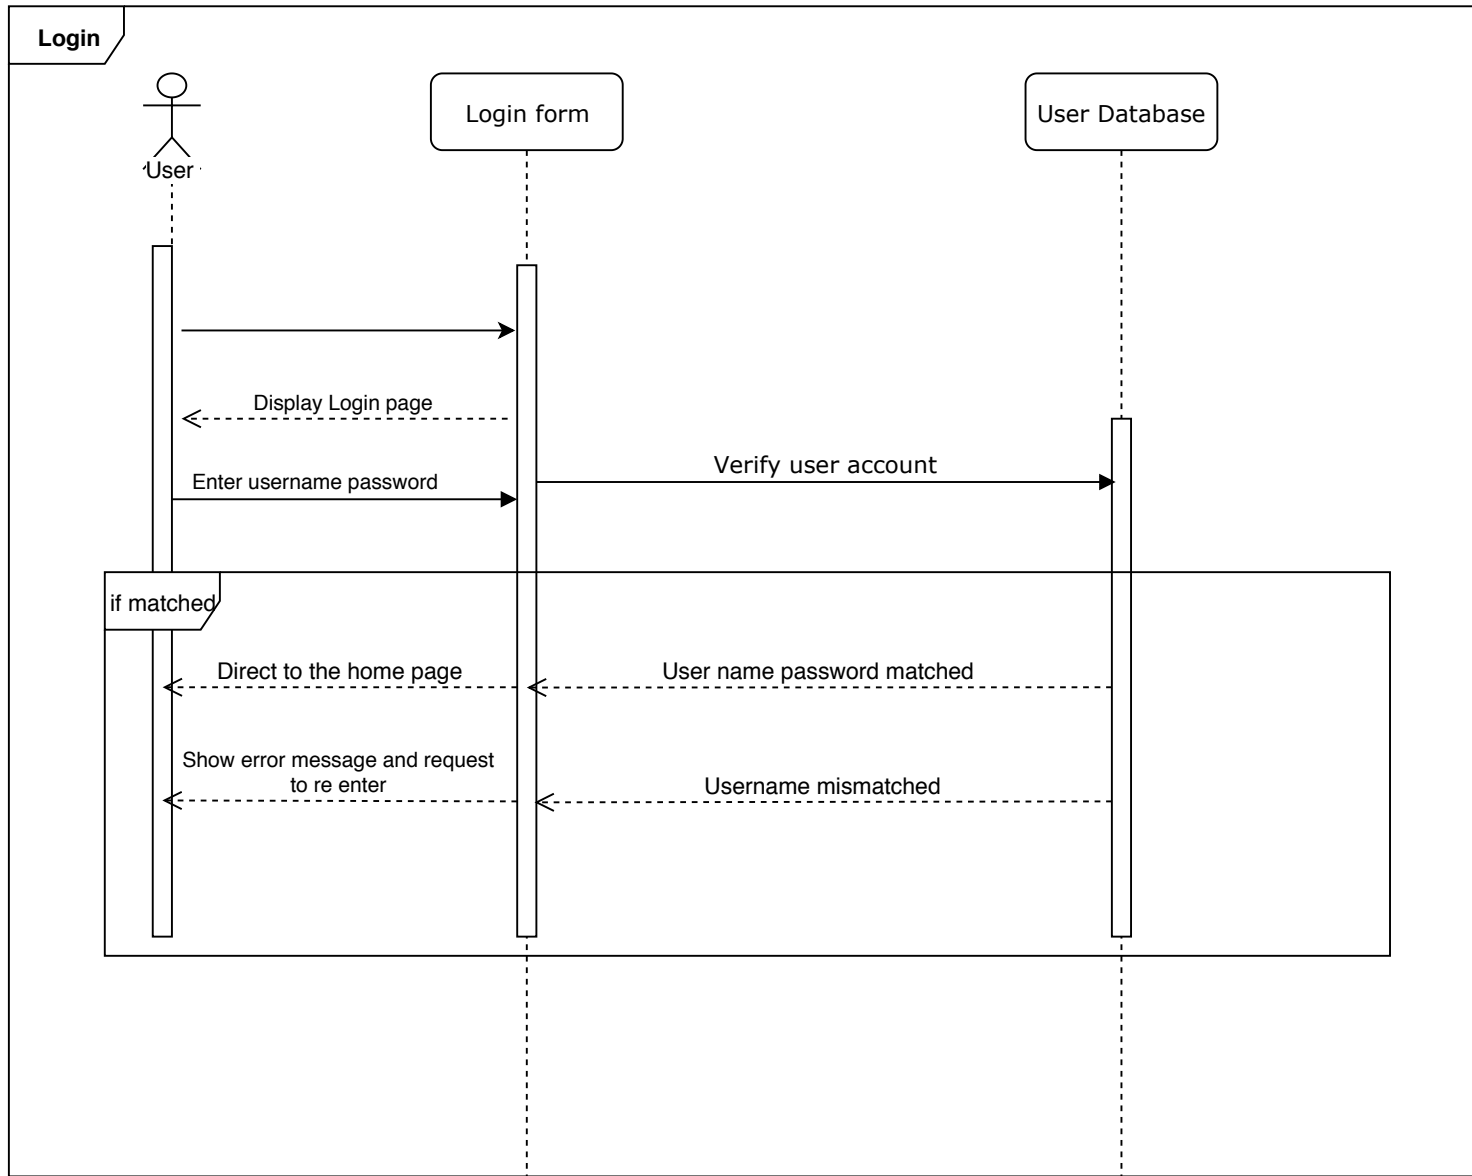 Login
User
Login form
User Database
Display Login page
Verify user account
Enter username password
if matched
Direct to the home page
User name password matched
Show error message and request
to re enter
Username mismatched